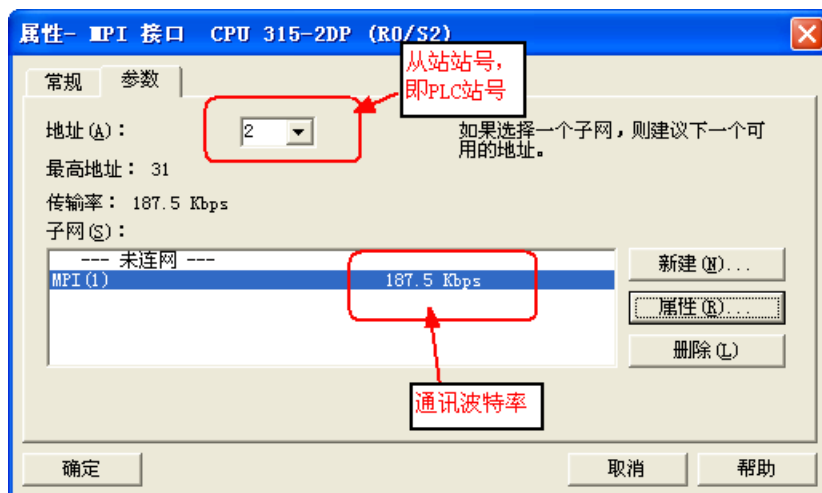 属性- MPI 接口 CPU 315-2DP (R0/S2)
从站站号，
即PLC站号
常规
参数
地址(A)：
2
如果选择一个子网，则建议下一个可
用的地址。
最高地址： 31
传输率： 187.5 Kbps
子网(S)：
--- 未连网 ---
MPI(1) 187.5 Kbps
新建(N)...
属性(R)...
删除(L)
通讯波特率
确定
取消
帮助